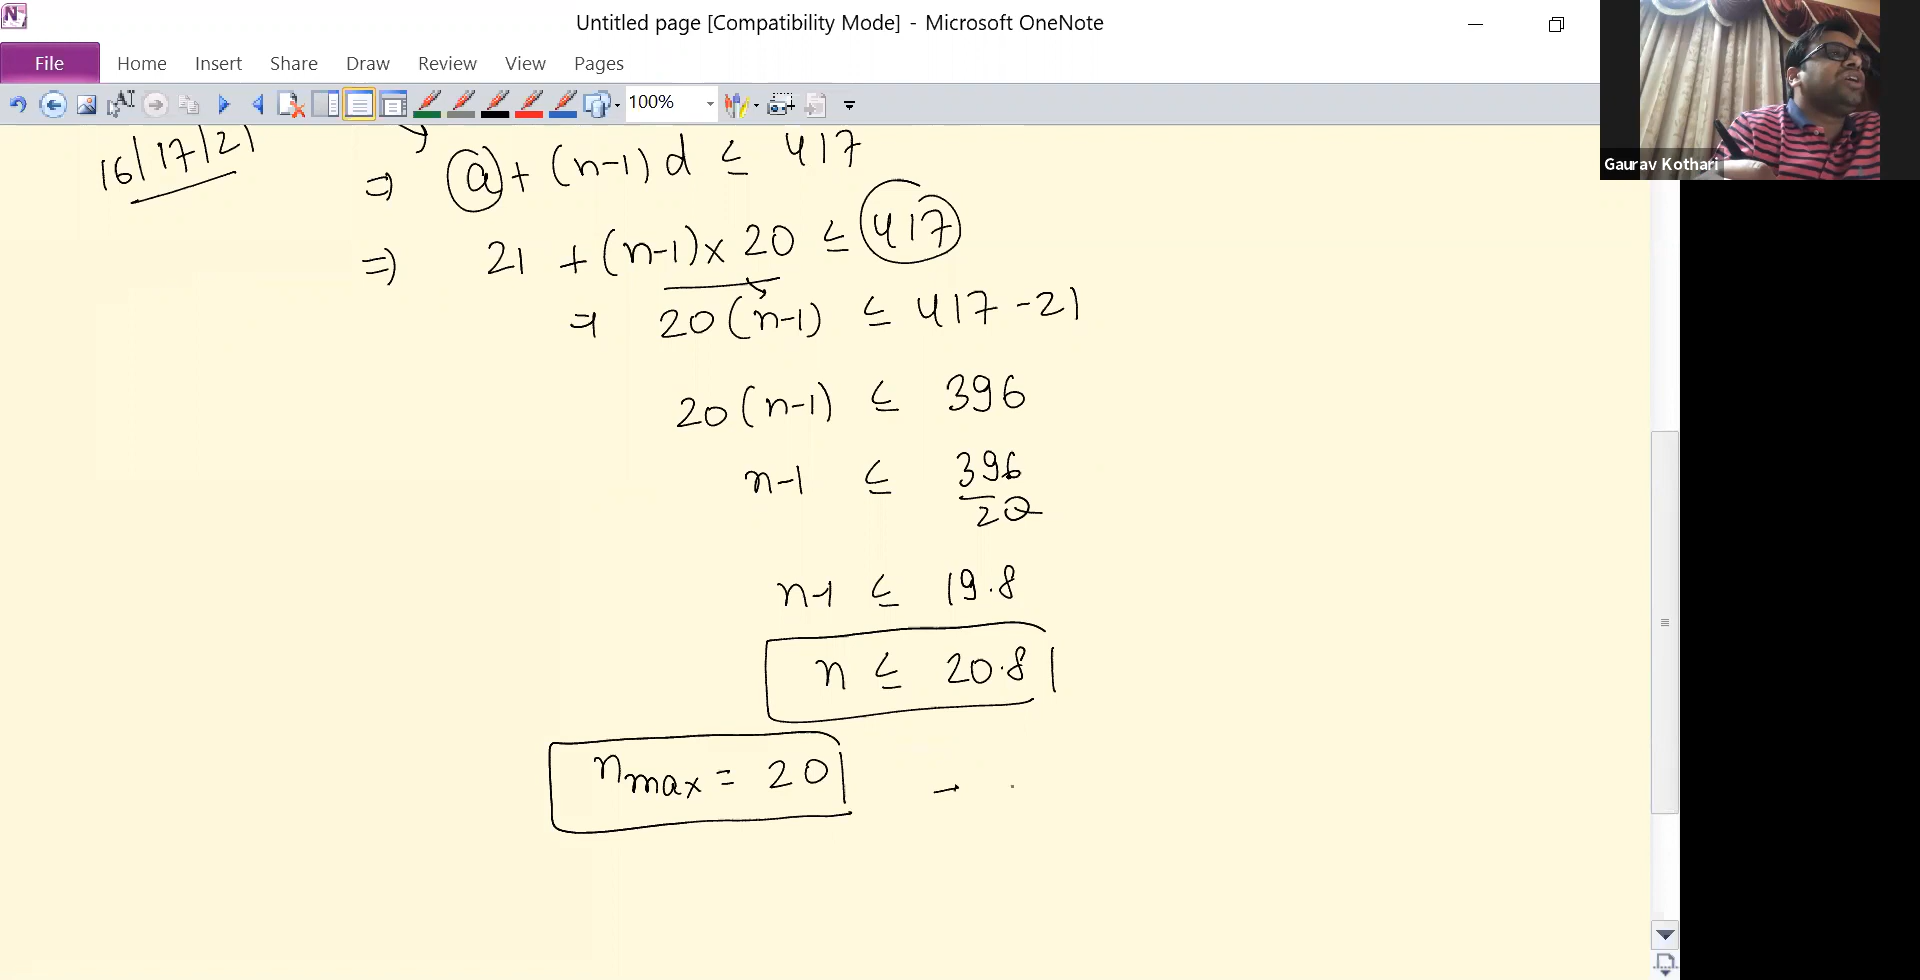 Untitled page [Compatibility Mode] - Microsoft OneNote
File Home Insert Share Draw Review View Pages
100%
Gaurav Kothari
16/17/21
⇒ a + (n-1) d ≤ 417
⇒ 21 + (n-1) x 20 ≤ 417
⇒ 20 (n-1) ≤ 417 - 21
20 (n-1) ≤ 396
n-1 ≤ 396
20
n-1 ≤ 19.8
n ≤ 20.8
nmax = 20 →